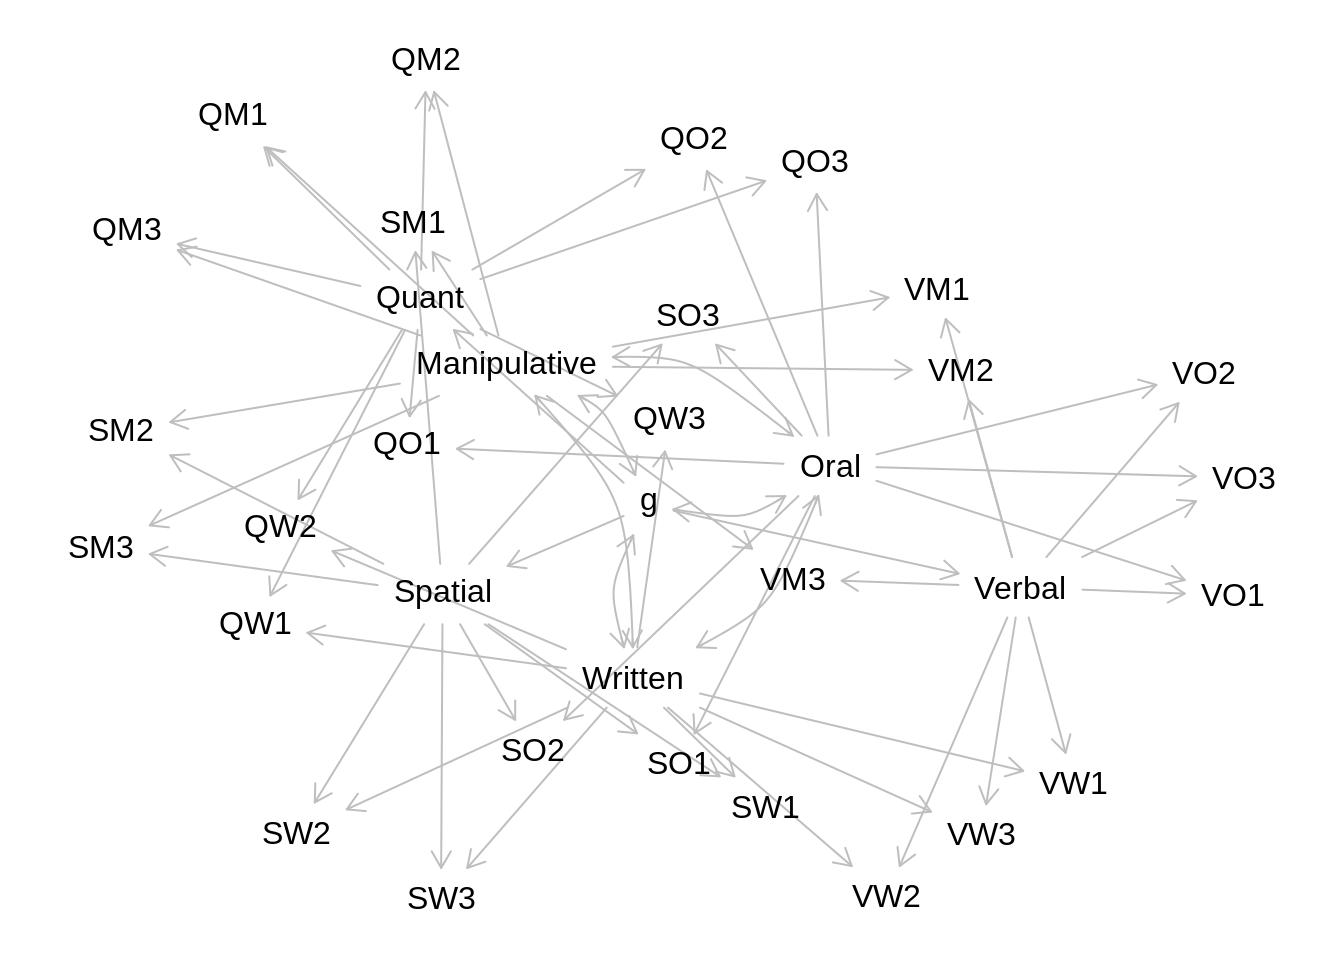 QM2
QM1
QO2
QO3
SM1
QM3
VM1
Quant
SO3
Manipulative
VM2
VO2
QW3
SM2
QO1
Oral
VO3
g
QW2
SM3
VM3
Verbal
Spatial
VO1
QW1
Written
SO2
SO1
VW1
SW1
SW2
VW3
VW2
SW3